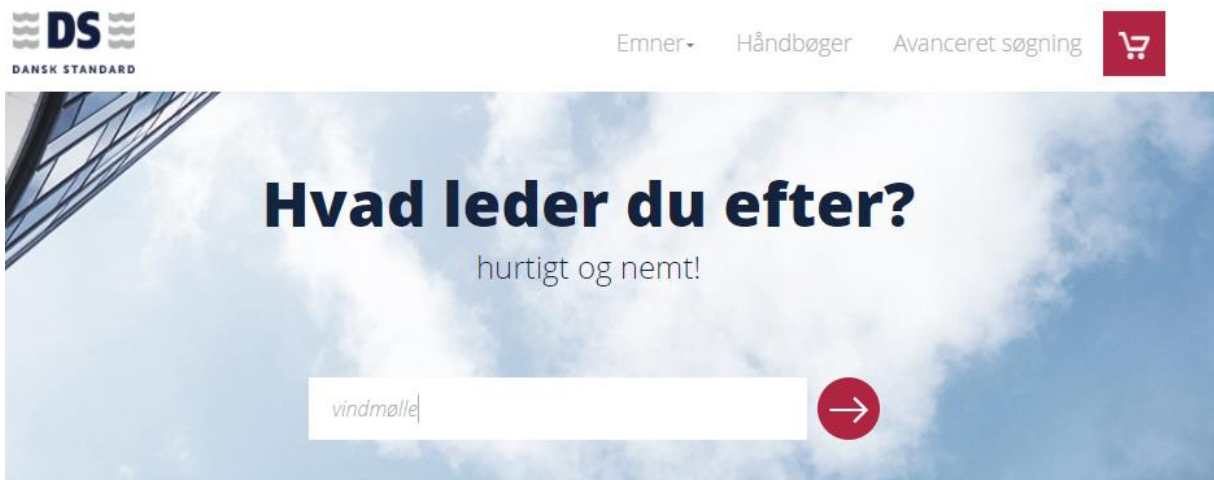 DS
DANSK STANDARD
Emner Håndbøger Avanceret søgning
Hvad leder du efter?
hurtigt og nemt!
vindmølle